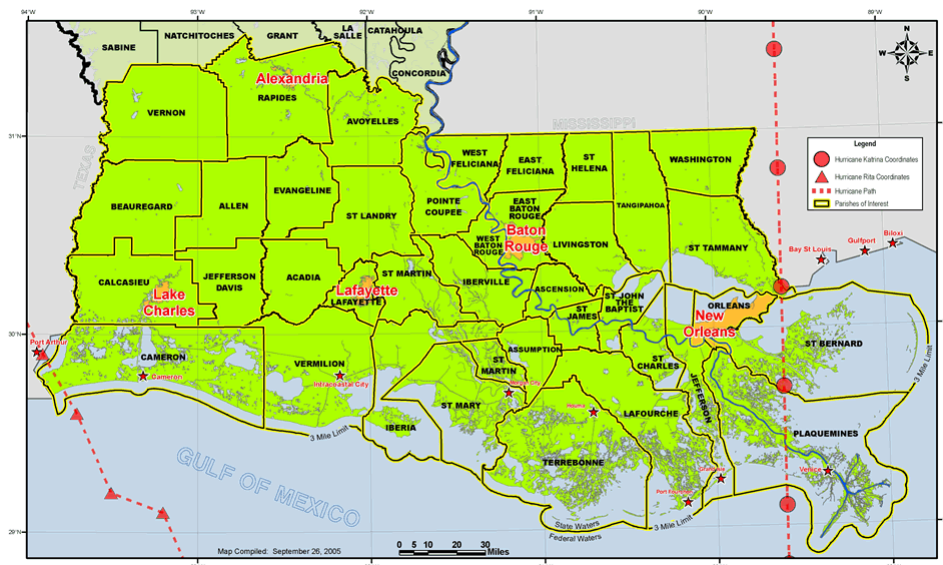 94°W
93°W
92°W
91°W
90°W
89°W
SABINE
NATCHITOCHES
GRANT
LA
SALLE
CATAHOULA
CONCORDIA
N
W
E
S
Alexandria
RAPIDES
VERNON
AVOYELLES
31°N
MISSISSIPPI
TEXAS
WEST
FELICIANA
EAST
FELICIANA
ST
HELENA
WASHINGTON
Legend
Hurricane Katrina Coordinates
Hurricane Rita Coordinates
Hurricane Path
Parishes of Interest
BEAUREGARD
ALLEN
EVANGELINE
ST LANDRY
POINTE
COUPEE
EAST
BATON
ROUGE
TANGIPAHOA
Baton
Rouge
WEST
BATON
ROUGE
LIVINGSTON
ST TAMMANY
Bay St Louis
Gulfport
Biloxi
CALCASIEU
JEFFERSON
DAVIS
ACADIA
ST MARTIN
IBERVILLE
ASCENSION
ST JOHN
THE
BAPTIST
Lake
Charles
Lafayette
LAFAYETTE
ST
JAMES
ORLEANS
New
Orleans
30°N
Port Arthur
CAMERON
Cameron
VERMILION
Intracoastal City
ASSUMPTION
ST
MARTIN
ST
CHARLES
ST BERNARD
3 Mile Limit
JEFFERSON
ST MARY
Morgan City
Houma
LAFOURCHE
IBERIA
3 Mile Limit
PLAQUEMINES
TERREBONNE
Grand Isle
Venice
Port Fourchon
GULF OF MEXICO
State Waters
Federal Waters
3 Mile Limit
29°N
Map Compiled: September 26, 2005
0 5 10 20 30
Miles